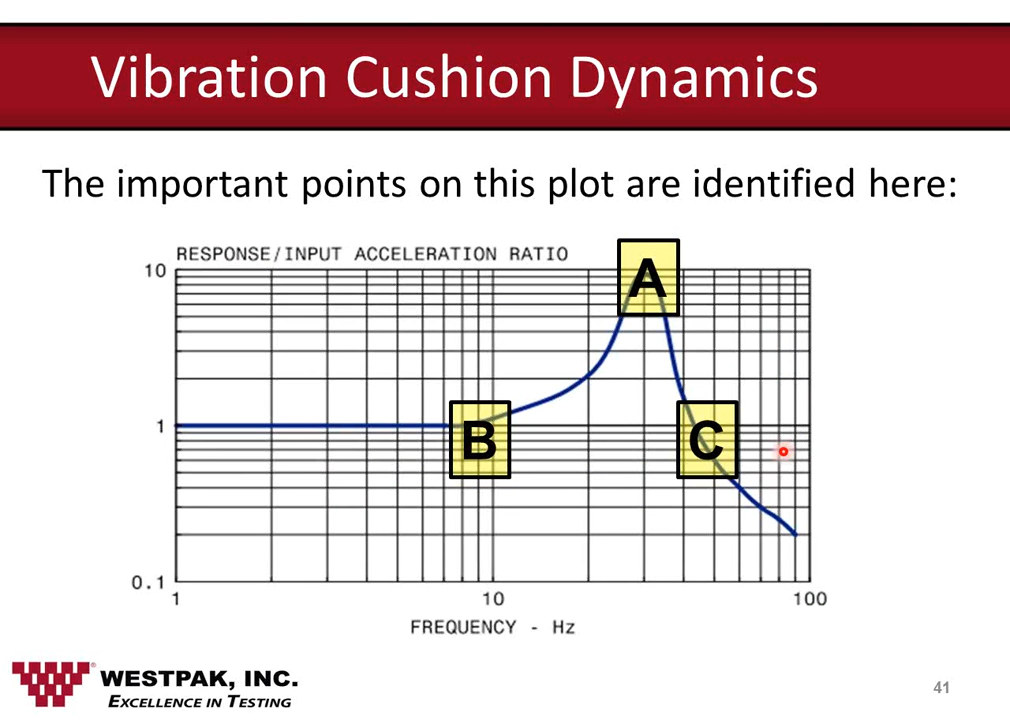 Vibration Cushion Dynamics
The important points on this plot are identified here:
RESPONSE/INPUT ACCELERATION RATIO
10
A
1
B
C
0.1
1
10
100
FREQUENCY - Hz
WESTPAK, INC.
EXCELLENCE IN TESTING
41